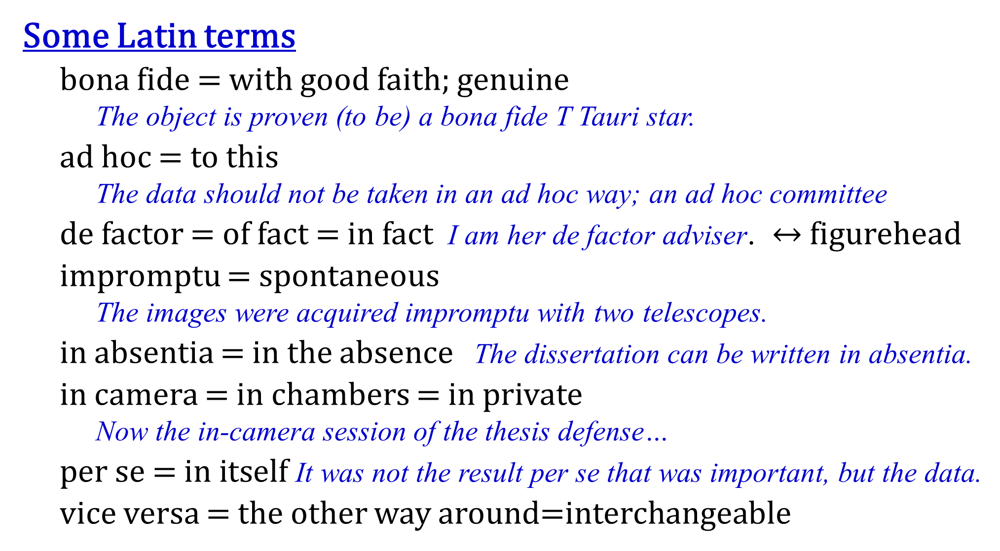 Some Latin terms
bona fide = with good faith; genuine
The object is proven (to be) a bona fide T Tauri star.
ad hoc = to this
The data should not be taken in an ad hoc way; an ad hoc committee
de factor = of fact = in fact I am her de factor adviser. ↔ figurehead
impromptu = spontaneous
The images were acquired impromptu with two telescopes.
in absentia = in the absence The dissertation can be written in absentia.
in camera = in chambers = in private
Now the in-camera session of the thesis defense…
per se = in itself It was not the result per se that was important, but the data.
vice versa = the other way around=interchangeable